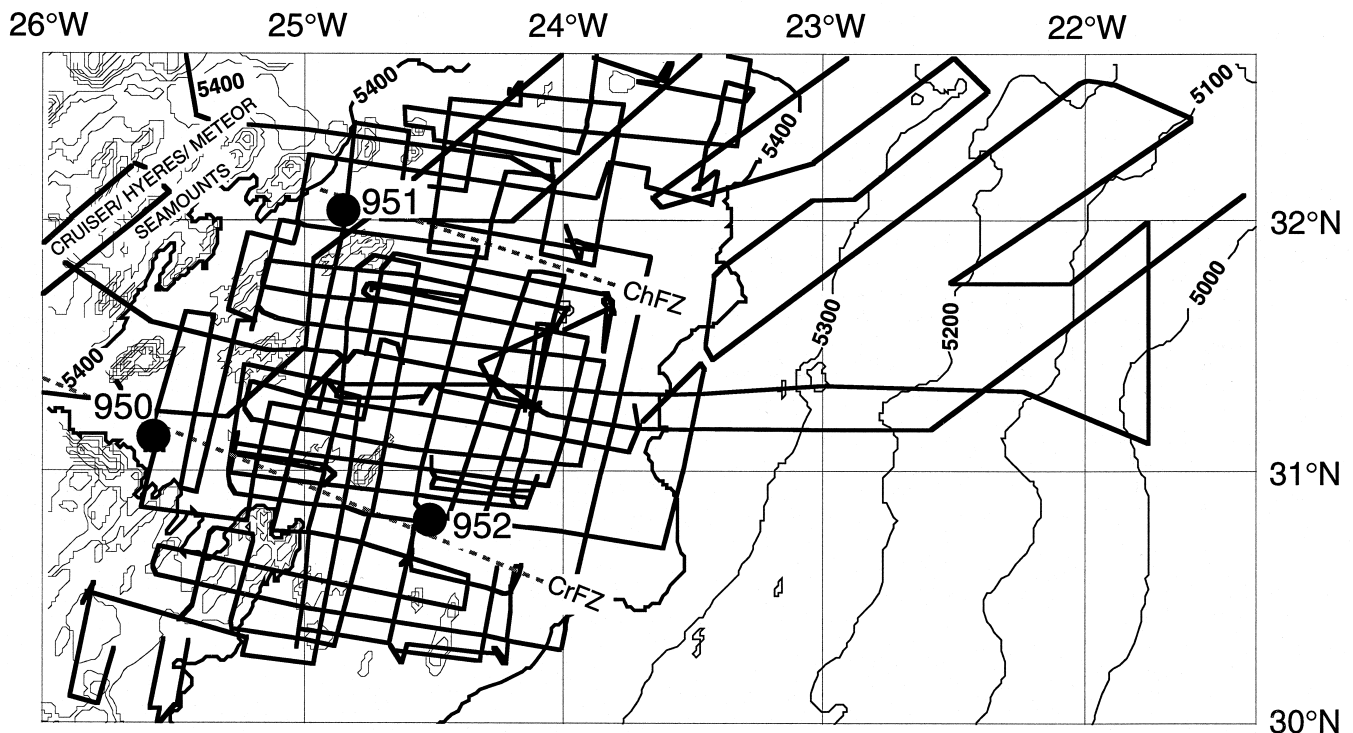 26°W 25°W 24°W 23°W 22°W
5400
5400
5100
5400
CRUISER/ HYERES/ METEOR
SEAMOUNTS
951
32°N
ChFZ
5000
5300
5200
5400
950
31°N
952
CrFZ
30°N